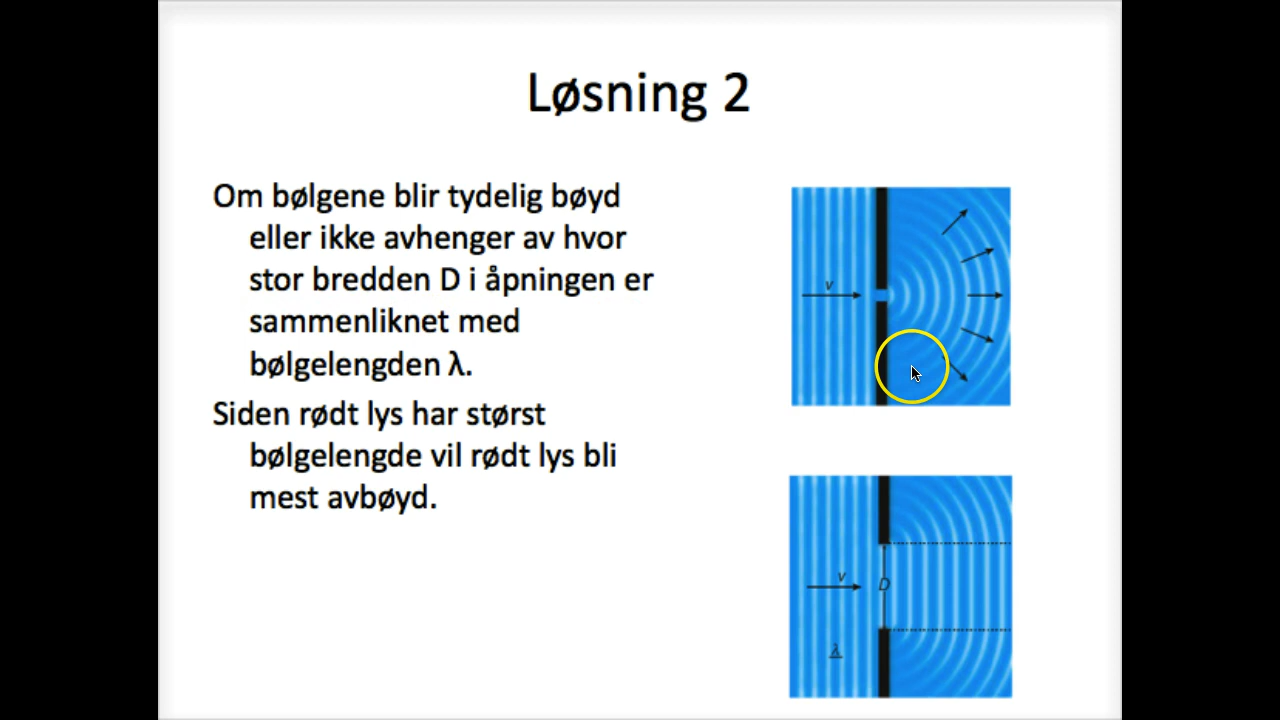 Løsning 2
Om bølgene blir tydelig bøyd
eller ikke avhenger av hvor
stor bredden D i åpningen er
sammenliknet med
bølgelengden λ.
Siden rødt lys har størst
bølgelengde vil rødt lys bli
mest avbøyd.
v
v
D
λ